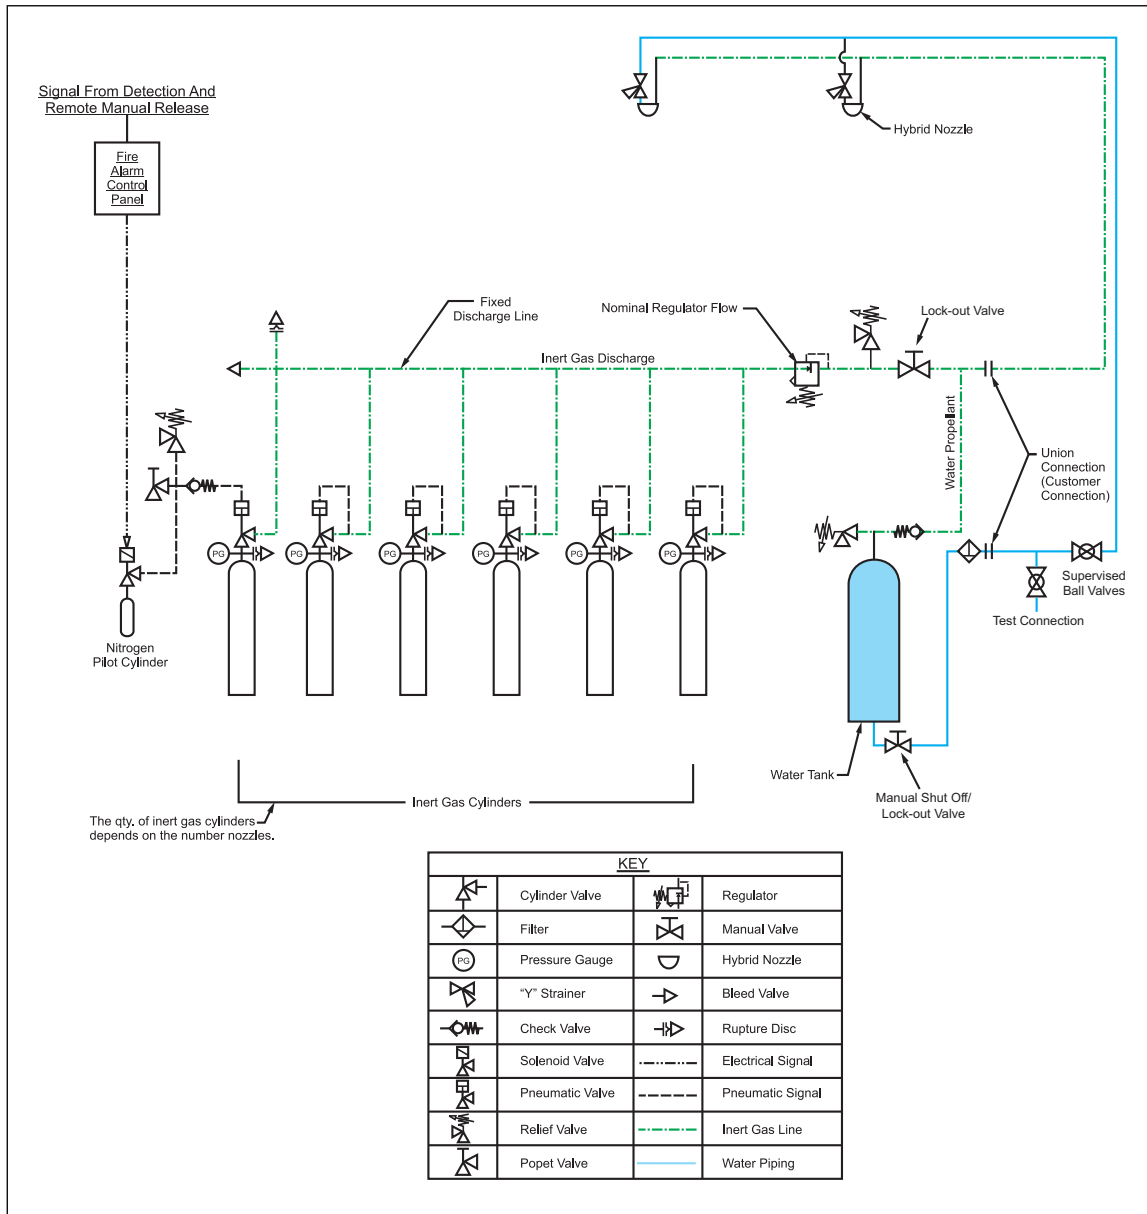 Signal From Detection And
Remote Manual Release
Fire
Alarm
Control
Panel
Hybrid Nozzle
Fixed
Discharge Line
Nominal Regulator Flow
Lock-out Valve
Inert Gas Discharge
Water Propellant
Union
Connection
(Customer
Connection)
PG
PG
PG
PG
PG
PG
Supervised
Ball Valves
Test Connection
Nitrogen
Pilot Cylinder
Water Tank
Manual Shut Off/
Lock-out Valve
Inert Gas Cylinders
The qty. of inert gas cylinders
depends on the number nozzles.
KEY
Cylinder Valve
Regulator
Filter
Manual Valve
PG
Pressure Gauge
Hybrid Nozzle
“Y” Strainer
Bleed Valve
Check Valve
Rupture Disc
Solenoid Valve
Electrical Signal
Pneumatic Valve
Pneumatic Signal
Relief Valve
Inert Gas Line
Popet Valve
Water Piping